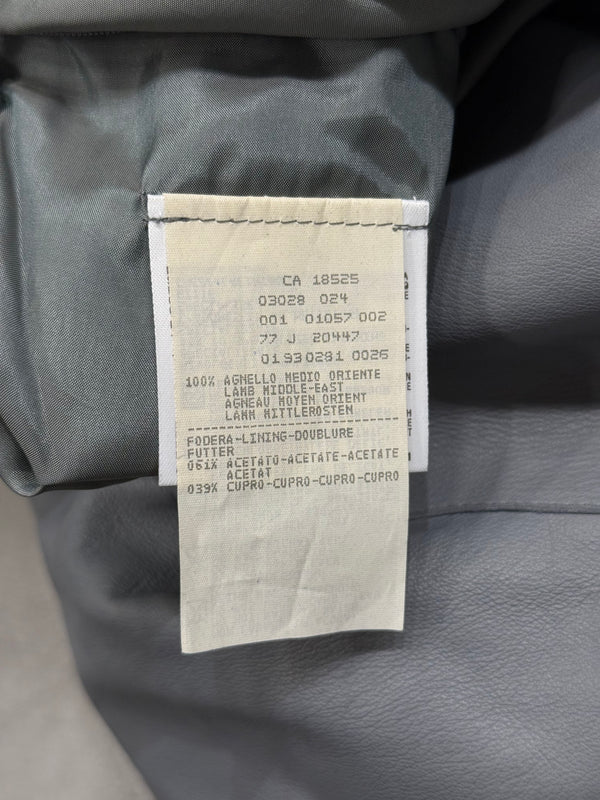 CA 18525
03028 024
001 01057 002
77 J 20447
01930281 0026
100% AGNELLO MEDIO ORIENTE
LAMB MIDDLE-EAST
AGNEAU MOYEN ORIENT
LAMM MITTLEROSTEN
FODERA-LINING-DOUBLURE
FUTTER
061% ACETATO-ACETATE-ACETATE
ACETAT
039% CUPRO-CUPRO-CUPRO-CUPRO